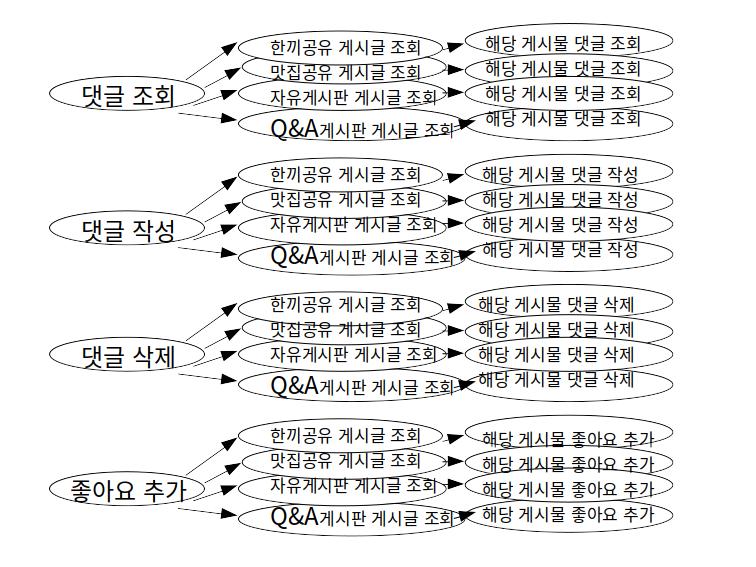 댓글 조회
한끼공유 게시글 조회
해당 게시물 댓글 조회
맛집공유 게시글 조회
해당 게시물 댓글 조회
자유게시판 게시글 조회
해당 게시물 댓글 조회
Q&A게시판 게시글 조회
해당 게시물 댓글 조회
댓글 작성
한끼공유 게시글 조회
해당 게시물 댓글 작성
맛집공유 게시글 조회
해당 게시물 댓글 작성
자유게시판 게시글 조회
해당 게시물 댓글 작성
Q&A게시판 게시글 조회
해당 게시물 댓글 작성
댓글 삭제
한끼공유 게시글 조회
해당 게시물 댓글 삭제
맛집공유 게시글 조회
해당 게시물 댓글 삭제
자유게시판 게시글 조회
해당 게시물 댓글 삭제
Q&A게시판 게시글 조회
해당 게시물 댓글 삭제
좋아요 추가
한끼공유 게시글 조회
해당 게시물 좋아요 추가
맛집공유 게시글 조회
해당 게시물 좋아요 추가
자유게시판 게시글 조회
해당 게시물 좋아요 추가
Q&A게시판 게시글 조회
해당 게시물 좋아요 추가